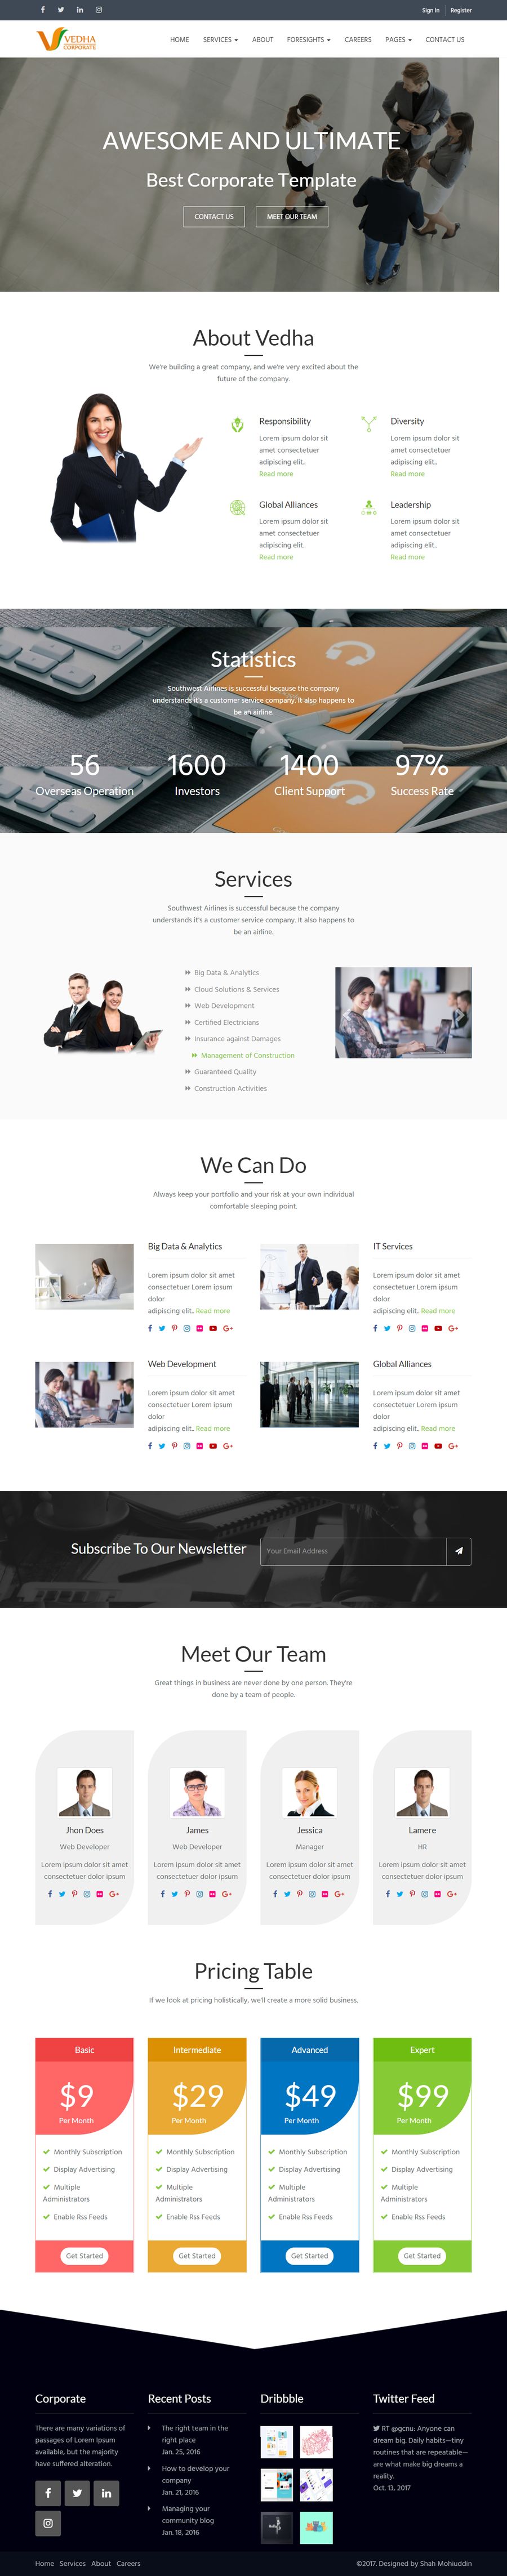 Sign In Register
VEDHA
CORPORATE
HOME SERVICES ABOUT FORESIGHTS CAREERS PAGES CONTACT US
AWESOME AND ULTIMATE
Best Corporate Template
CONTACT US MEET OUR TEAM
About Vedha
We're building a great company, and we're very excited about the
future of the company.
Responsibility
Lorem ipsum dolor sit
amet consectetuer
adipiscing elit..
Read more
Diversity
Lorem ipsum dolor sit
amet consectetuer
adipiscing elit,.
Read more
Global Alliances
Lorem ipsum dolor sit
amet consectetuer
adipiscing elit..
Read more
Leadership
Lorem ipsum dolor sit
amet consectetuer
adipiscing elit,.
Read more
Statistics
Southwest Airlines is successful because the company
understands it's a customer service company. It also happens to
be an airline.
56 1600 1400 97%
Overseas Operation Investors Client Support Success Rate
Services
Southwest Airlines is successful because the company
understands it's a customer service company. It also happens to
be an airline.
Big Data & Analytics
Cloud Solutions & Services
Web Development
Certified Electricians
Insurance against Damages
Management of Construction
Guaranteed Quality
Construction Activities
We Can Do
Always keep your portfolio and your risk at your own individual
comfortable sleeping point.
Big Data & Analytics
Lorem ipsum dolor sit amet
consectetuer Lorem ipsum
dolor
adipiscing elit.. Read more
IT Services
Lorem ipsum dolor sit amet
consectetuer Lorem ipsum
dolor
adipiscing elit.. Read more
Web Development
Lorem ipsum dolor sit amet
consectetuer Lorem ipsum
dolor
adipiscing elit.. Read more
Global Alliances
Lorem ipsum dolor sit amet
consectetuer Lorem ipsum
dolor
adipiscing elit.. Read more
Subscribe To Our Newsletter
Your Email Address
Meet Our Team
Great things in business are never done by one person. They're
done by a team of people.
Jhon Does
Web Developer
Lorem ipsum dolor sit amet
consectetuer dolor ipsum
James
Web Developer
Lorem ipsum dolor sit amet
consectetuer dolor ipsum
Jessica
Manager
Lorem ipsum dolor sit amet
consectetuer dolor ipsum
Lamere
HR
Lorem ipsum dolor sit amet
consectetuer dolor ipsum
Pricing Table
If we look at pricing holistically, we'll create a more solid business.
Basic
$9
Per Month
Monthly Subscription
Display Advertising
Multiple
Administrators
Enable Rss Feeds
Get Started
Intermediate
$29
Per Month
Monthly Subscription
Display Advertising
Multiple
Administrators
Enable Rss Feeds
Get Started
Advanced
$49
Per Month
Monthly Subscription
Display Advertising
Multiple
Administrators
Enable Rss Feeds
Get Started
Expert
$99
Per Month
Monthly Subscription
Display Advertising
Multiple
Administrators
Enable Rss Feeds
Get Started
Corporate
There are many variations of
passages of Lorem Ipsum
available, but the majority
have suffered alteration.
Recent Posts
The right team in the
right place
Jan. 25, 2016
How to develop your
company
Jan. 21, 2016
Managing your
community blog
Jan. 18, 2016
Dribbble
Twitter Feed
RT @gcnu: Anyone can
dream big. Daily habits—tiny
routines that are repeatable—
are what make big dreams a
reality.
Oct. 13, 2017
Home Services About Careers
©2017. Designed by Shah Mohiuddin